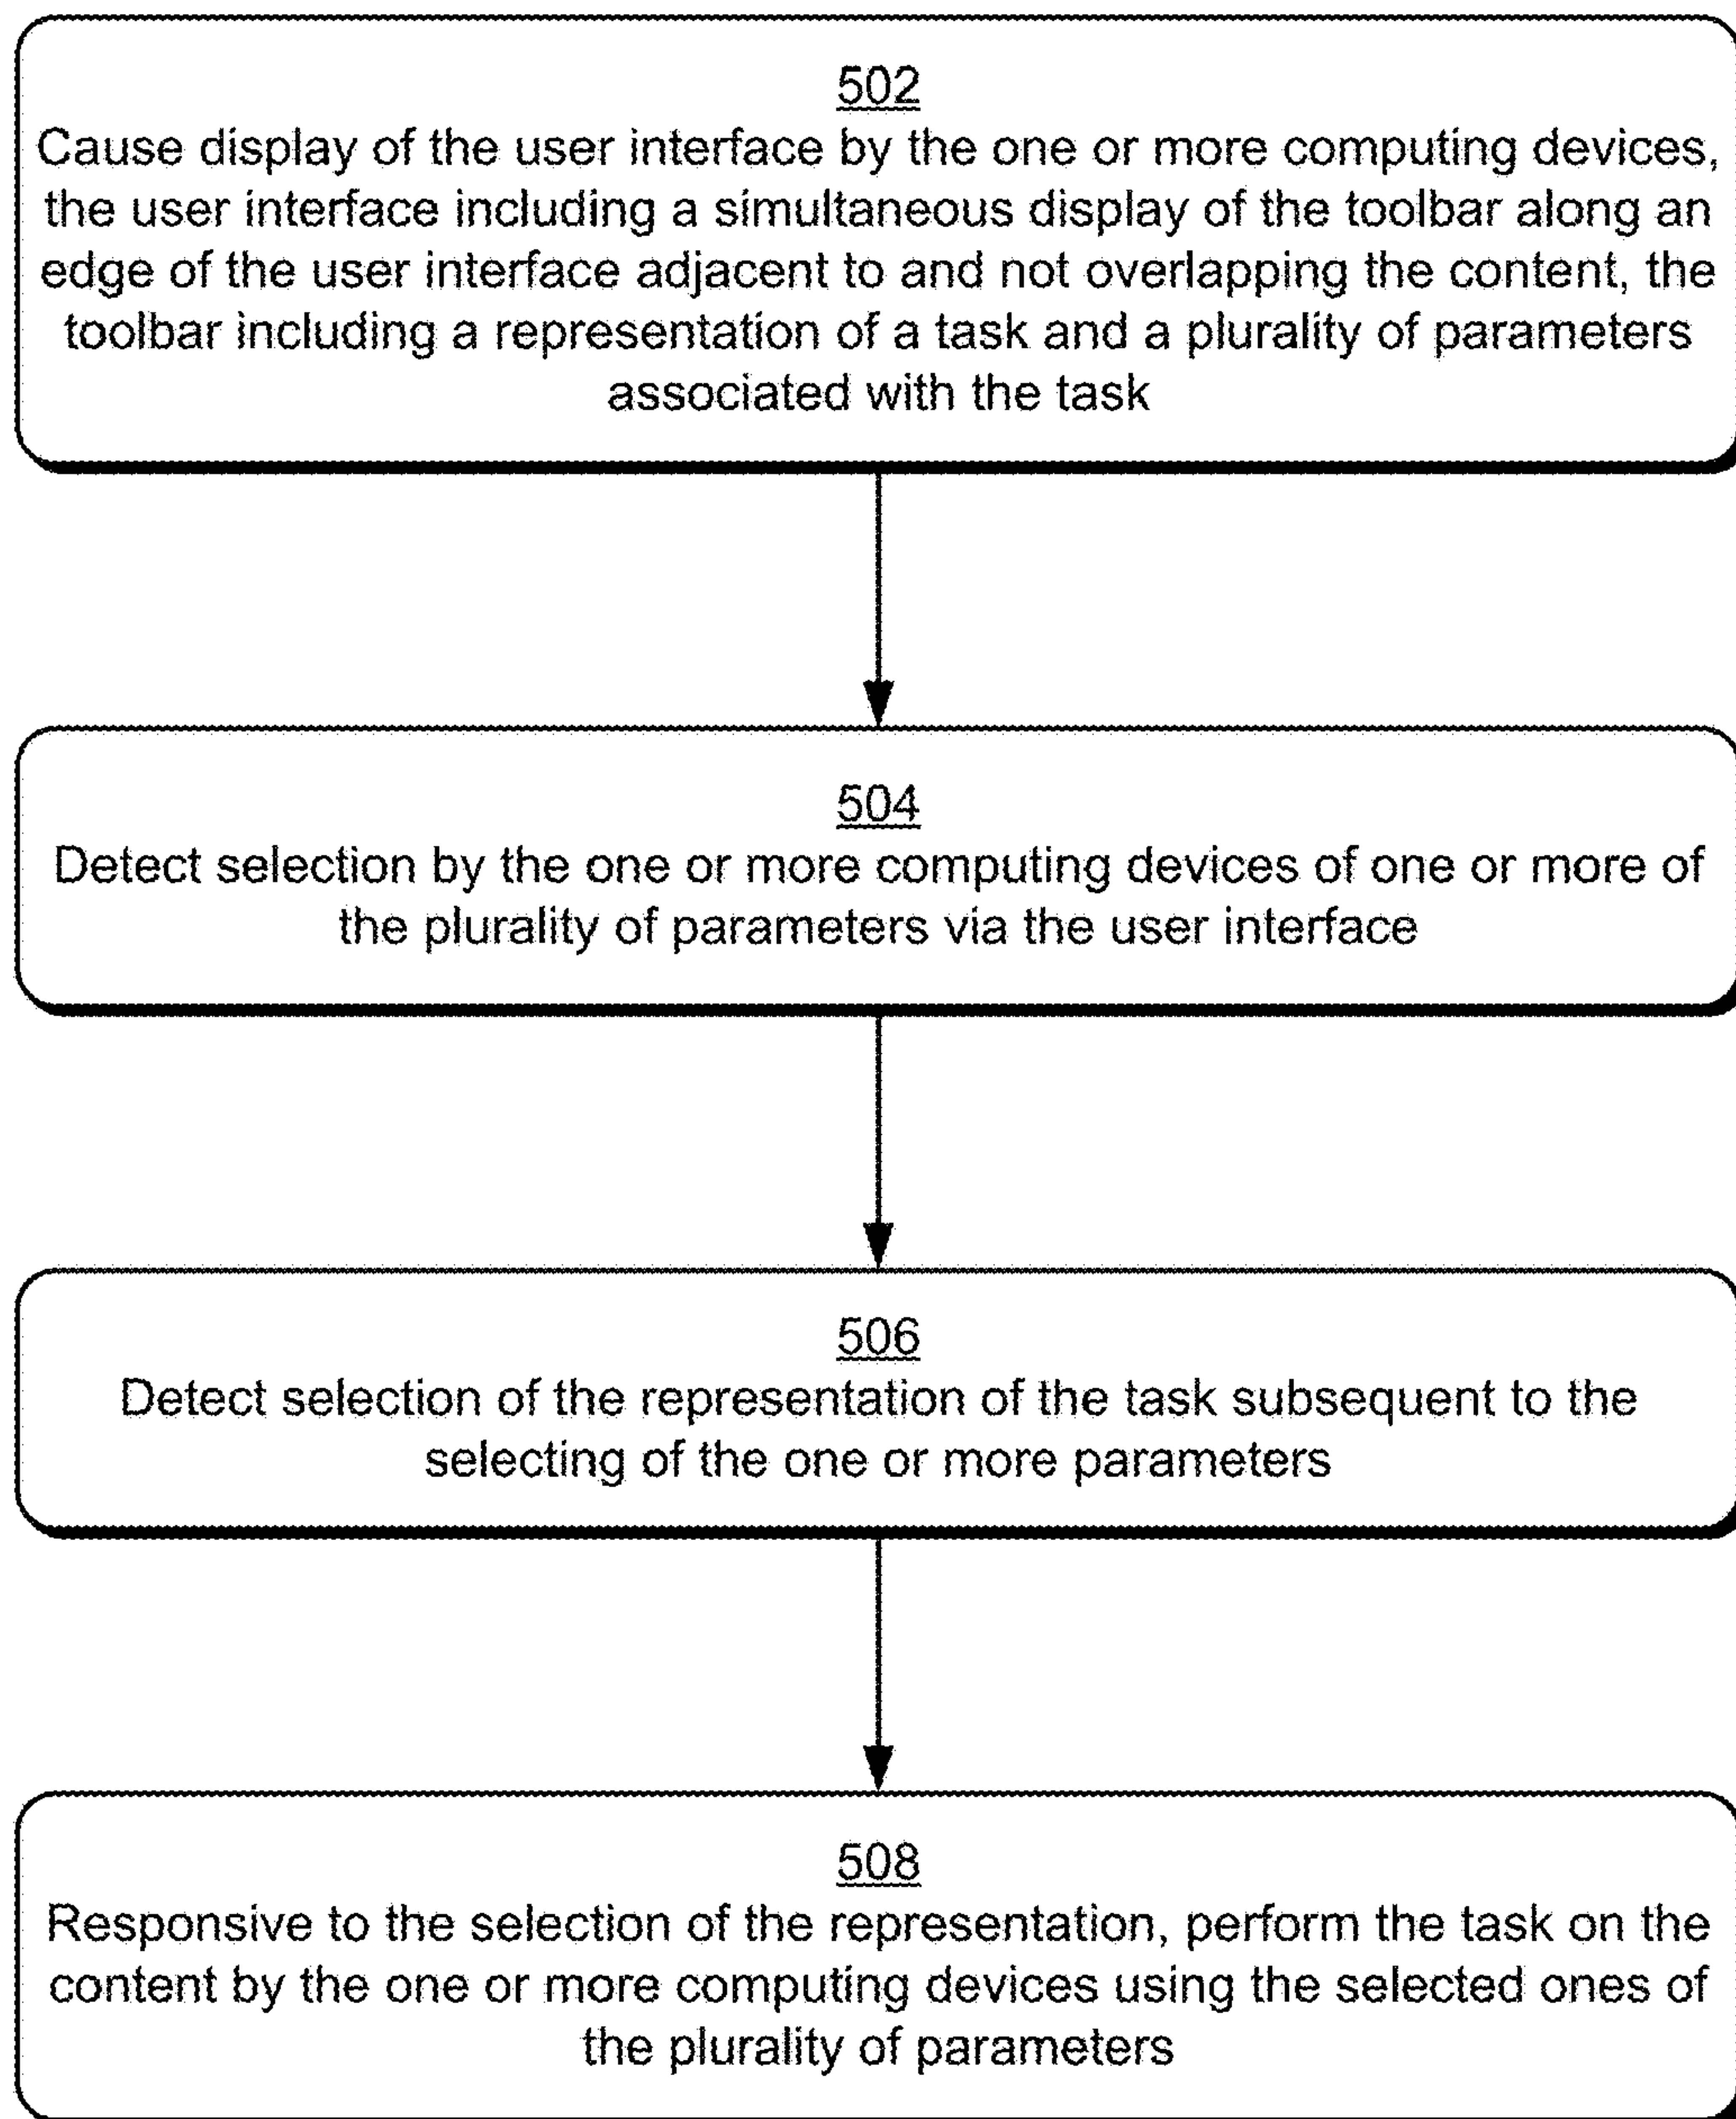 502
Cause display of the user interface by the one or more computing devices,
the user interface including a simultaneous display of the toolbar along an
edge of the user interface adjacent to and not overlapping the content, the
toolbar including a representation of a task and a plurality of parameters
associated with the task
504
Detect selection by the one or more computing devices of one or more of
the plurality of parameters via the user interface
506
Detect selection of the representation of the task subsequent to the
selecting of the one or more parameters
508
Responsive to the selection of the representation, perform the task on the
content by the one or more computing devices using the selected ones of
the plurality of parameters